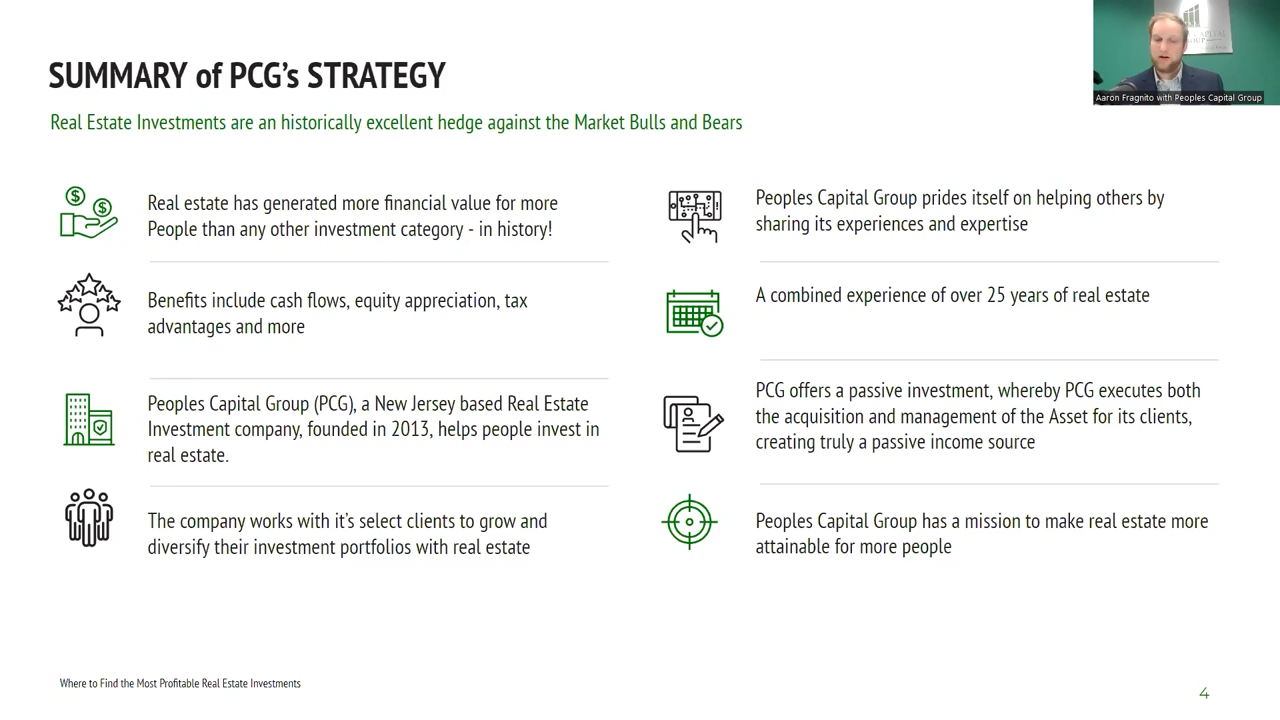 SUMMARY of PCG's STRATEGY
Real Estate Investments are an historically excellent hedge against the Market Bulls and Bears
Real estate has generated more financial value for more
People than any other investment category - in history!
Benefits include cash flows, equity appreciation, tax
advantages and more
Peoples Capital Group (PCG), a New Jersey based Real Estate
Investment company, founded in 2013, helps people invest in
real estate.
The company works with it's select clients to grow and
diversify their investment portfolios with real estate
Peoples Capital Group prides itself on helping others by
sharing its experiences and expertise
A combined experience of over 25 years of real estate
PCG offers a passive investment, whereby PCG executes both
the acquisition and management of the Asset for its clients,
creating truly a passive income source
Peoples Capital Group has a mission to make real estate more
attainable for more people
Aaron Fragnito with Peoples Capital Group
Where to Find the Most Profitable Real Estate Investments
4